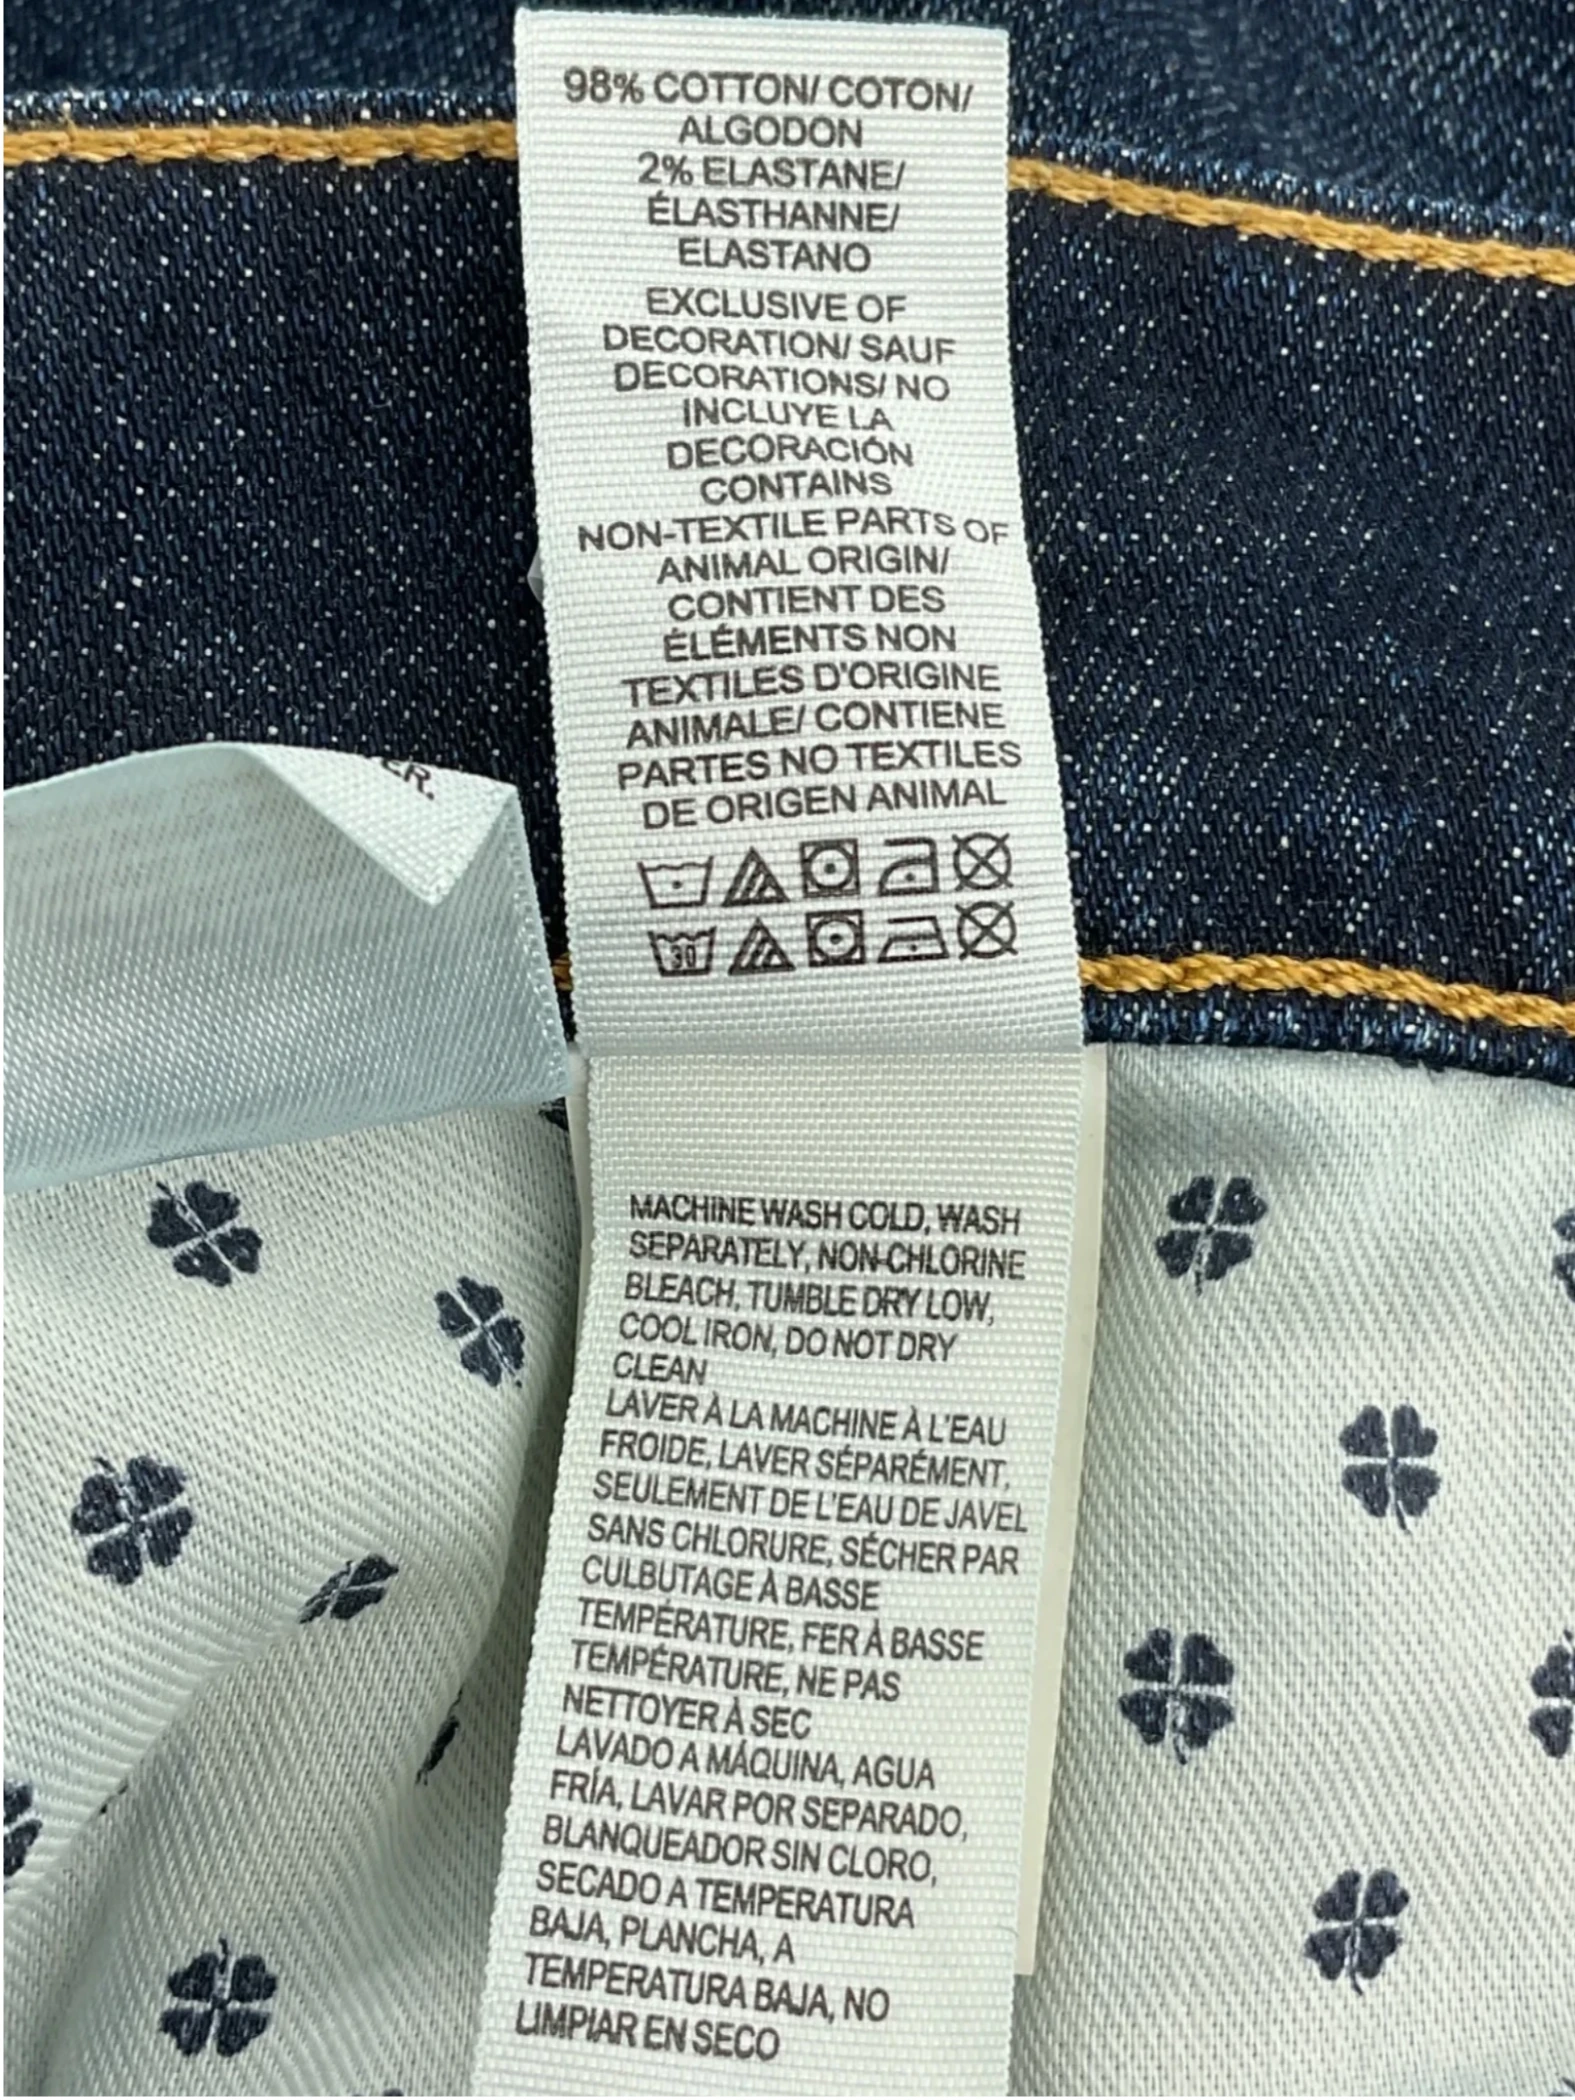 98% COTTON/ COTON/
ALGODON
2% ELASTANE/
ÉLASTHANNE/
ELASTANO
EXCLUSIVE OF
DECORATION/ SAUF
DECORATIONS/ NO
INCLUYE LA
DECORACIÓN
CONTAINS
NON-TEXTILE PARTS OF
ANIMAL ORIGIN/
CONTIENT DES
ÉLÉMENTS NON
TEXTILES D'ORIGINE
ANIMALE/ CONTIENE
PARTES NO TEXTILES
DE ORIGEN ANIMAL
30
MACHINE WASH COLD, WASH
SEPARATELY, NON-CHLORINE
BLEACH, TUMBLE DRY LOW,
COOL IRON, DO NOT DRY
CLEAN
LAVER À LA MACHINE À L'EAU
FROIDE, LAVER SÉPARÉMENT,
SEULEMENT DE L'EAU DE JAVEL
SANS CHLORURE, SÉCHER PAR
CULBUTAGE À BASSE
TEMPÉRATURE, FER À BASSE
TEMPÉRATURE, NE PAS
NETTOYER À SEC
LAVADO A MÁQUINA, AGUA
FRÍA, LAVAR POR SEPARADO,
BLANQUEADOR SIN CLORO,
SECADO A TEMPERATURA
BAJA, PLANCHA, A
TEMPERATURA BAJA, NO
LIMPIAR EN SECO